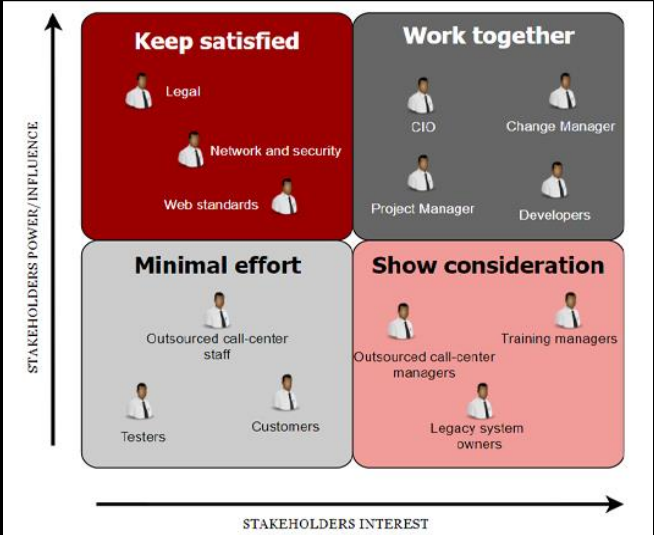 Keep satisfied
Work together
Legal
CIO
Change Manager
Network and security
Web standards
Project Manager
Developers
STAKEHOLDERS POWER/INFLUENCE
Minimal effort
Show consideration
Outsourced call-center
staff
Training managers
Outsourced call-center
managers
Testers
Customers
Legacy system
owners
STAKEHOLDERS INTEREST